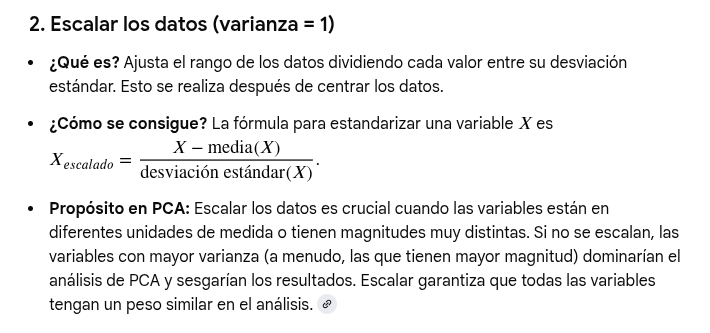 2. Escalar los datos (varianza = 1)
• ¿Qué es? Ajusta el rango de los datos dividiendo cada valor entre su desviación
estándar. Esto se realiza después de centrar los datos.
• ¿Cómo se consigue? La fórmula para estandarizar una variable X es
X_escalado = (X − media(X)) / (desviación estándar(X)).
• Propósito en PCA: Escalar los datos es crucial cuando las variables están en
diferentes unidades de medida o tienen magnitudes muy distintas. Si no se escalan, las
variables con mayor varianza (a menudo, las que tienen mayor magnitud) dominarían el
análisis de PCA y sesgarían los resultados. Escalar garantiza que todas las variables
tengan un peso similar en el análisis.